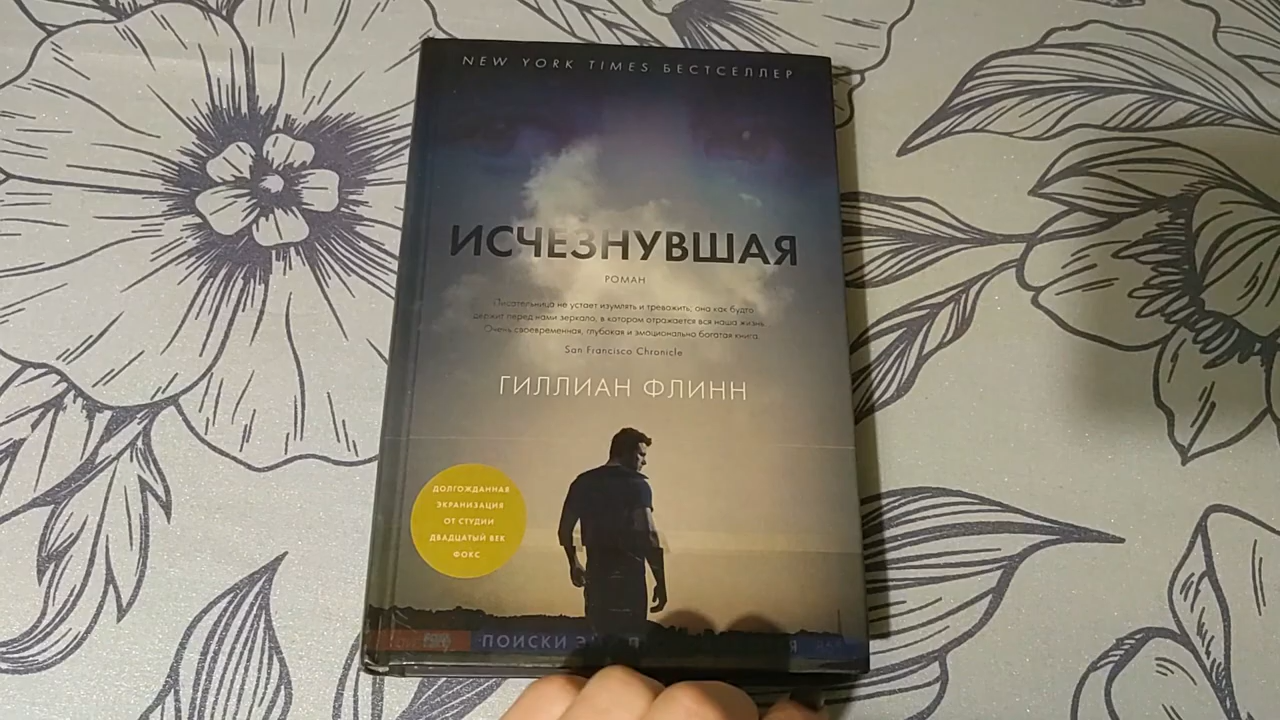 NEW YORK TIMES БЕСТСЕЛЛЕР
ИСЧЕЗНУВШАЯ
РОМАН
Писательница не устает изумлять и тревожить, она как будто
держит перед нами зеркало, в котором отражается вся наша жизнь.
Очень своевременная, глубокая и эмоционально богатая книга.
San Francisco Chronicle
ГИЛЛИАН ФЛИНН
ДОЛГОЖДАННАЯ
ЭКРАНИЗАЦИЯ
ОТ СТУДИИ
ДВАДЦАТЫЙ ВЕК
ФОКС
ПОИСКИ